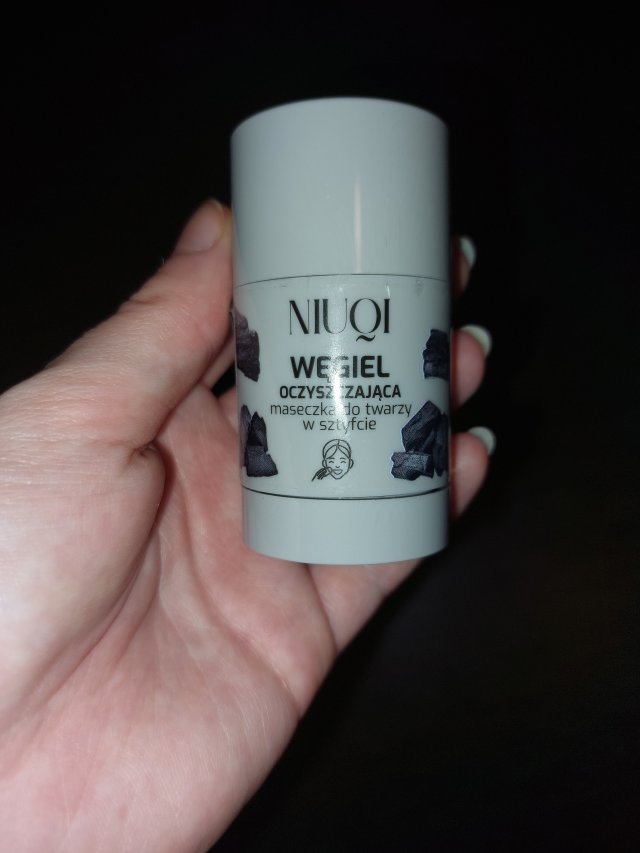 NIUQI
WĘGIEL
OCZYSZCZAJĄCA
maseczka do twarzy
w sztyfcie